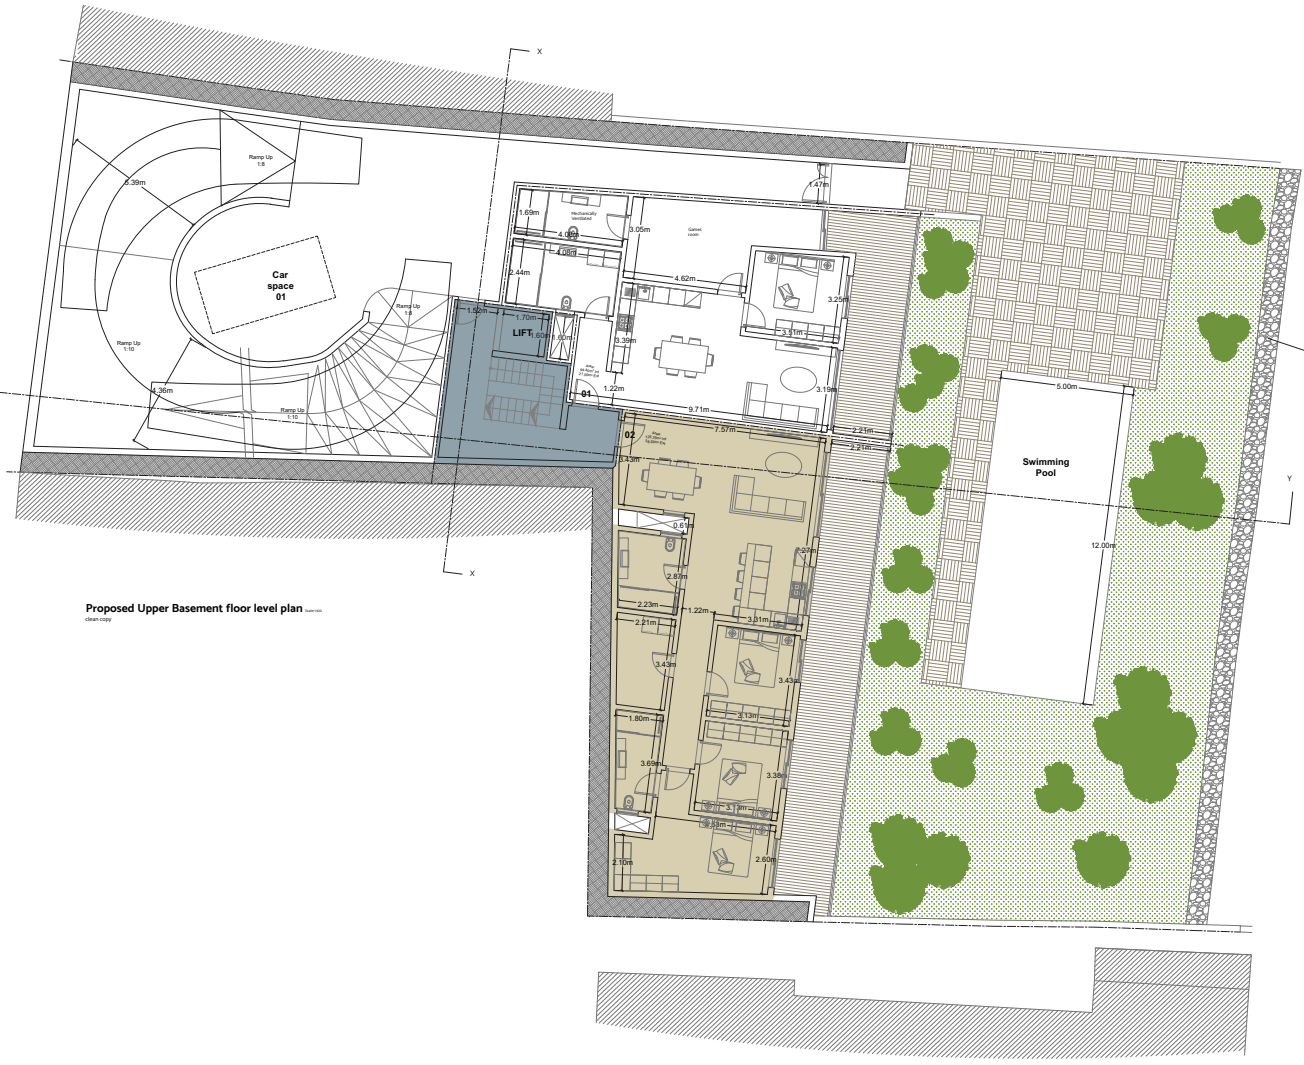 X
Ramp Up
1:8
5.39m
1.47m
1.69m
Mechanically
Ventilated
3.05m
Games
room
4.08m
4.08m
2.44m
4.62m
Car
space
01
3.25m
Ramp Up
1:8
1.52m
1.70m
LIFT
1.60m
1.60m
3.51m
Ramp Up
1:10
3.39m
4.36m
1.22m
3.19m
5.00m
01
Ramp Up
1:10
9.71m
7.57m
2.21m
02
2.21m
3.43m
Swimming
Pool
Y
0.61m
12.00m
7.27m
X
2.87m
Proposed Upper Basement floor level plan
clean copy
2.23m
1.22m
3.31m
2.21m
3.43m
3.43m
1.80m
3.13m
3.69m
3.38m
3.13m
2.10m
2.60m